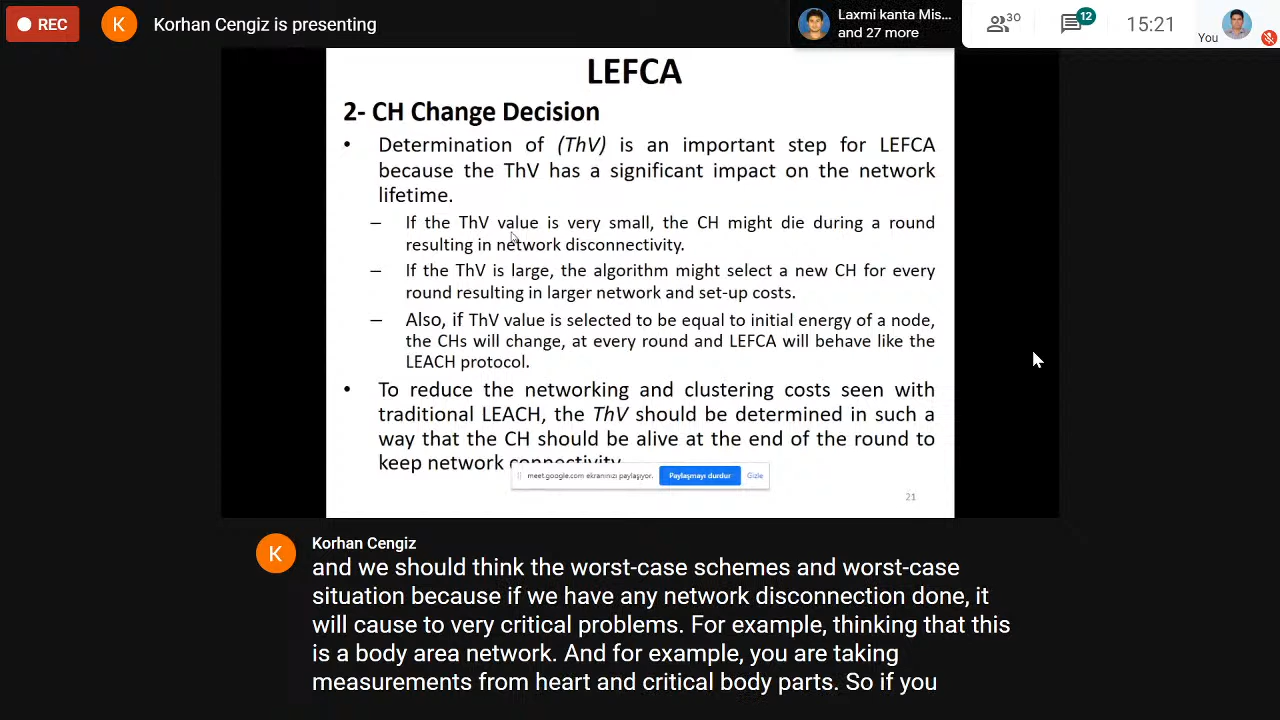 REC
K
Korhan Cengiz is presenting
Laxmi kanta Mis...
and 27 more
30
12
15:21
You
LEFCA
2- CH Change Decision
• Determination of (ThV) is an important step for LEFCA
because the ThV has a significant impact on the network
lifetime.
– If the ThV value is very small, the CH might die during a round
resulting in network disconnectivity.
– If the ThV is large, the algorithm might select a new CH for every
round resulting in larger network and set-up costs.
– Also, if ThV value is selected to be equal to initial energy of a node,
the CHs will change, at every round and LEFCA will behave like the
LEACH protocol.
• To reduce the networking and clustering costs seen with
traditional LEACH, the ThV should be determined in such a
way that the CH should be alive at the end of the round to
keep network connectivity.
meet.google.com ekranınızı paylaşıyor.
Paylaşmayı durdur
Gizle
21
K
Korhan Cengiz
and we should think the worst-case schemes and worst-case
situation because if we have any network disconnection done, it
will cause to very critical problems. For example, thinking that this
is a body area network. And for example, you are taking
measurements from heart and critical body parts. So if you